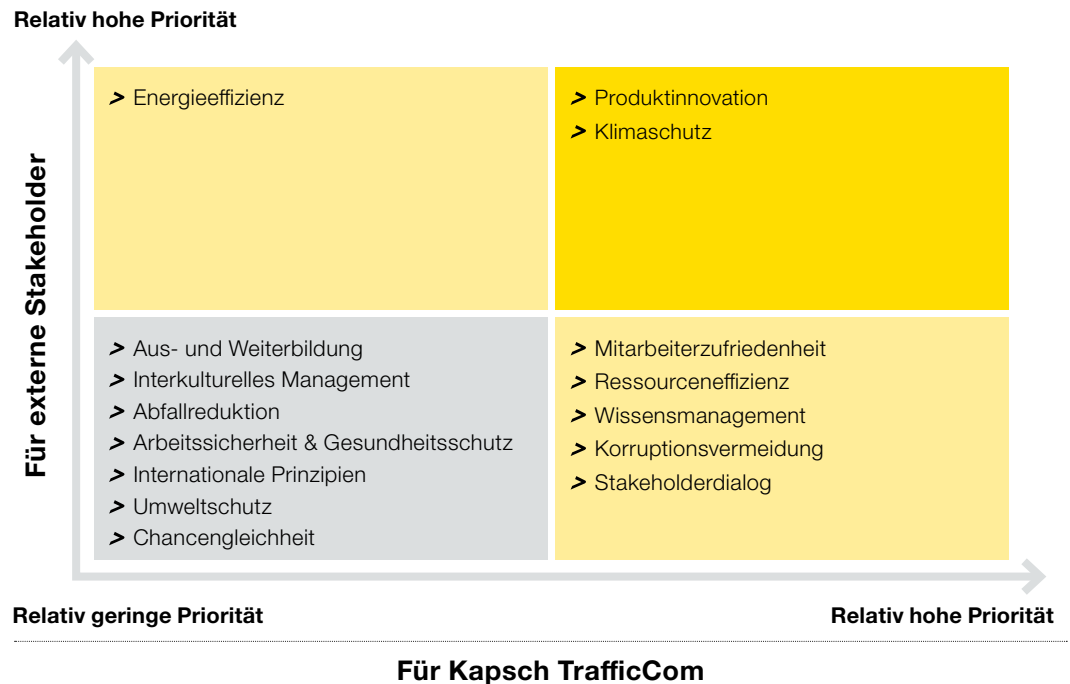 Relativ hohe Priorität
Für externe Stakeholder
> Energieeffizienz
> Produktinnovation
> Klimaschutz
> Aus- und Weiterbildung
> Interkulturelles Management
> Abfallreduktion
> Arbeitssicherheit & Gesundheitsschutz
> Internationale Prinzipien
> Umweltschutz
> Chancengleichheit
> Mitarbeiterzufriedenheit
> Ressourceneffizienz
> Wissensmanagement
> Korruptionsvermeidung
> Stakeholderdialog
Relativ geringe Priorität
Relativ hohe Priorität
Für Kapsch TrafficCom